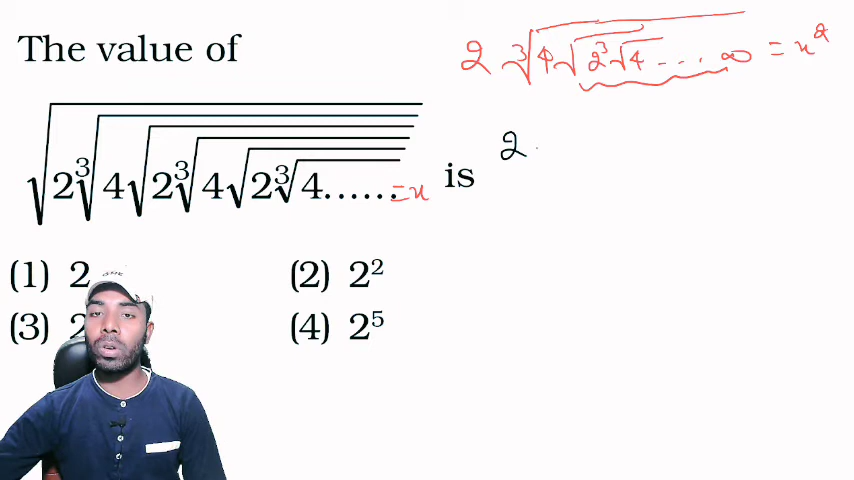 The value of
2 ∛4√2∛√4 - - .. ∞ = x²
√2∛4√2∛4√2∛4...... = x is
2
(1) 2
(2) 2²
(3) 2
(4) 2⁵